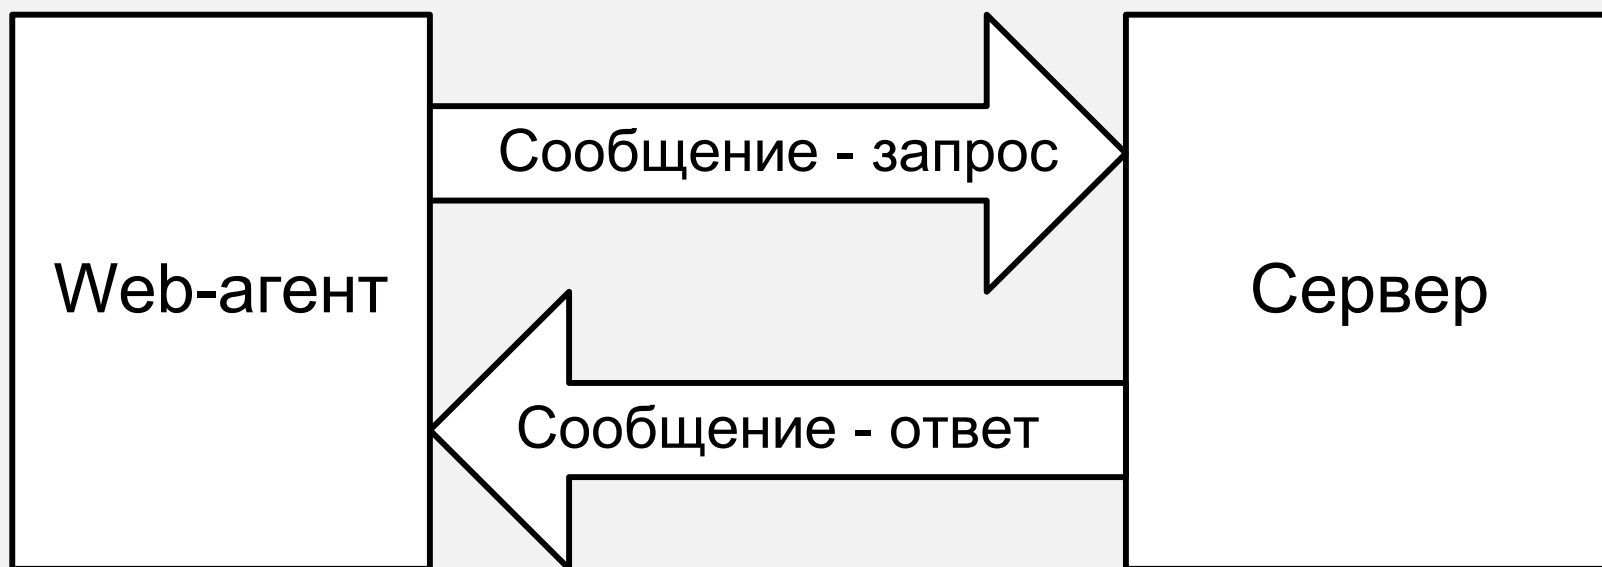 Сообщение - запрос
Web-агент
Сервер
Сообщение - ответ